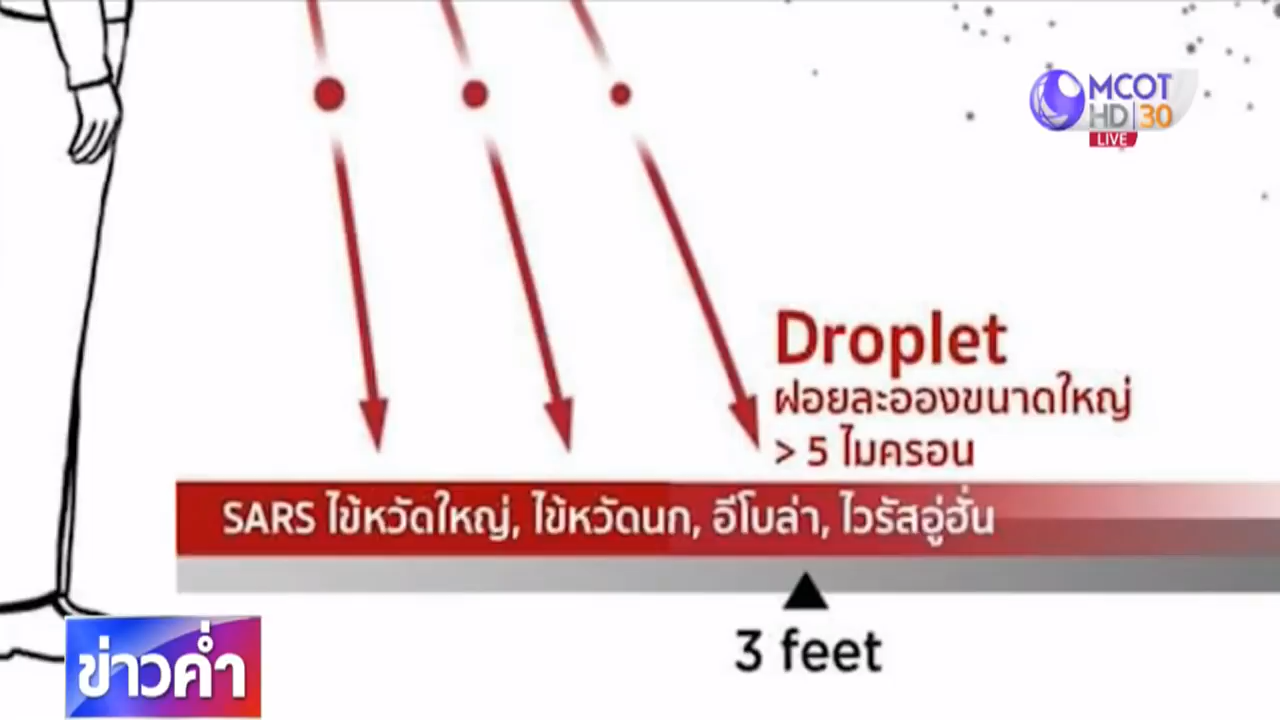 MCOT
HD 30
LIVE
Droplet
ฝอยละอองขนาดใหญ่
> 5 ไมครอน
SARS ไข้หวัดใหญ่, ไข้หวัดนก, อีโบล่า, ไวรัสอู่ฮั่น
3 feet
ข่าวค่ำ